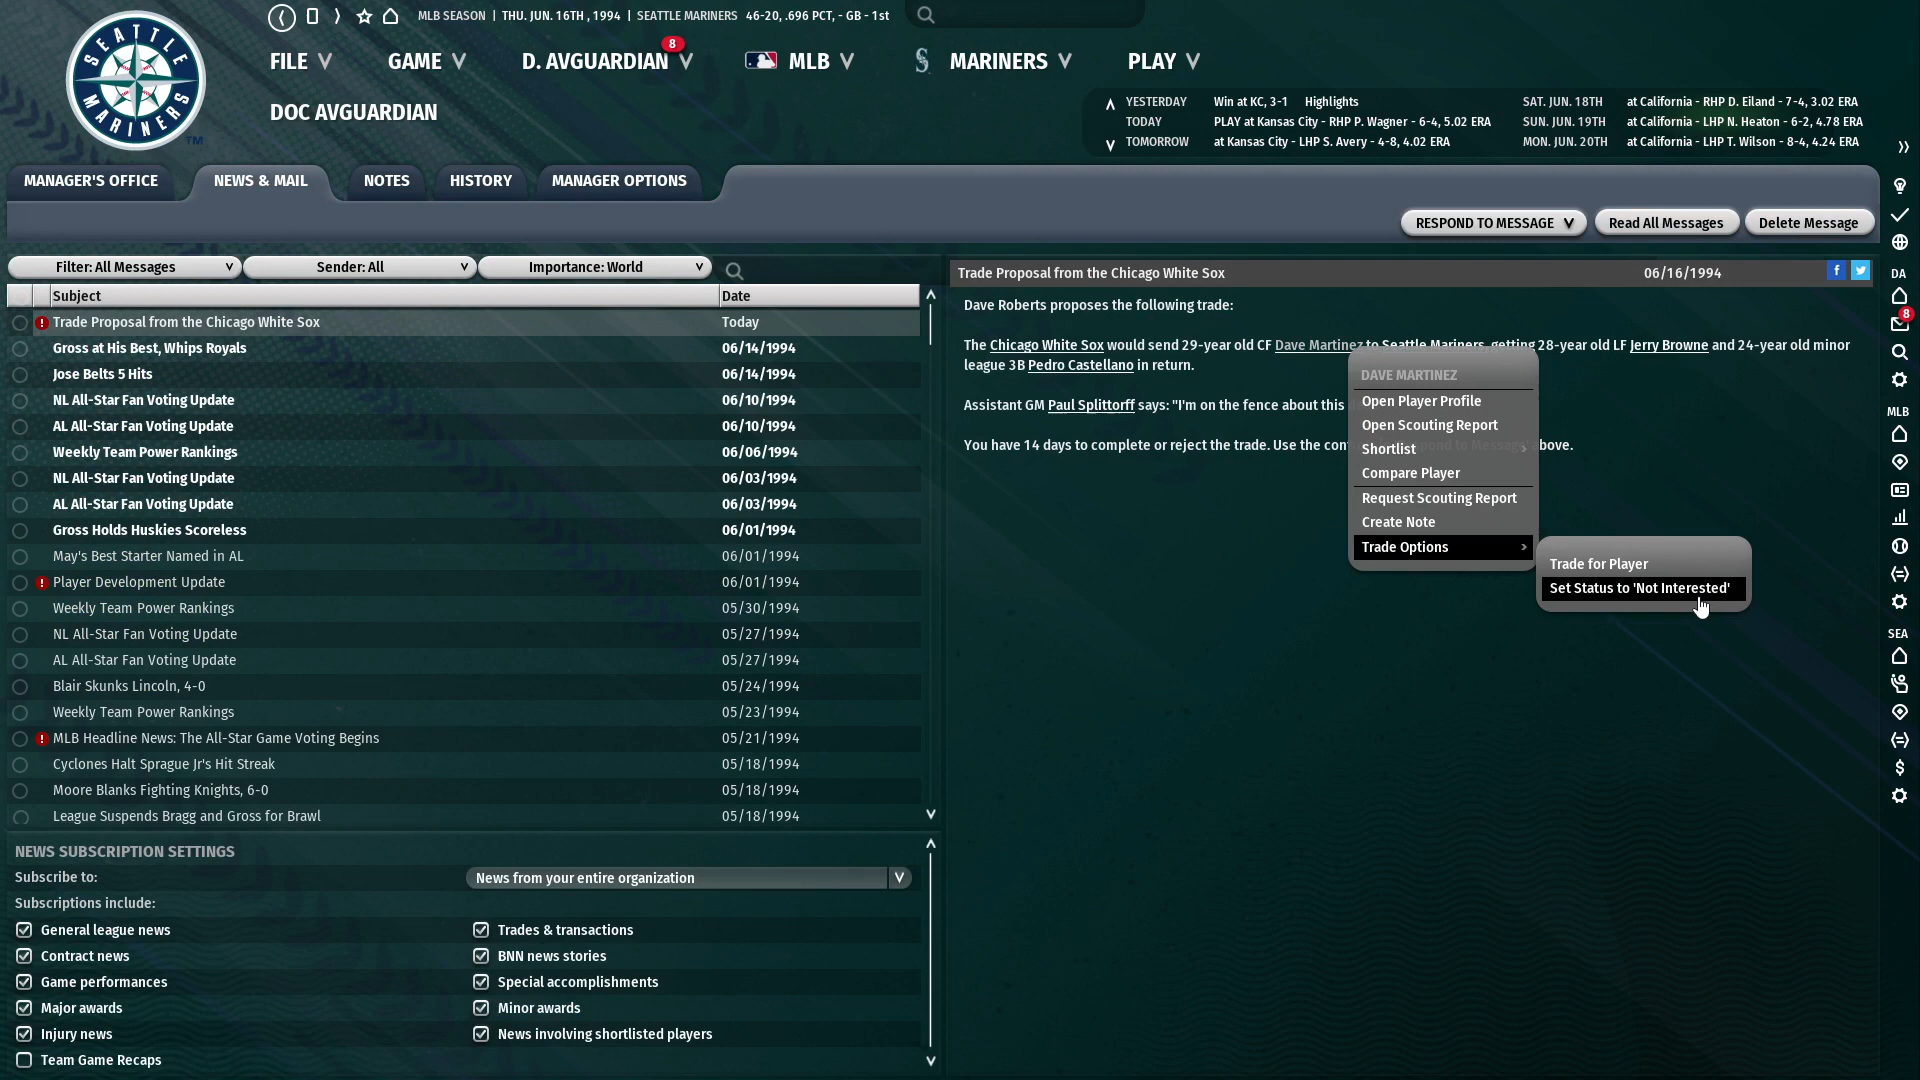 MLB SEASON | THU. JUN. 16TH , 1994 | SEATTLE MARINERS 46-20, .696 PCT, - GB - 1st
SEATTLE MARINERS
TM
FILE
GAME
D. AVGUARDIAN
8
MLB
MARINERS
PLAY
DOC AVGUARDIAN
YESTERDAY Win at KC, 3-1 Highlights SAT. JUN. 18TH at California - RHP D. Eiland - 7-4, 3.02 ERA
TODAY PLAY at Kansas City - RHP P. Wagner - 6-4, 5.02 ERA SUN. JUN. 19TH at California - LHP N. Heaton - 6-2, 4.78 ERA
TOMORROW at Kansas City - LHP S. Avery - 4-8, 4.02 ERA MON. JUN. 20TH at California - LHP T. Wilson - 8-4, 4.24 ERA
MANAGER'S OFFICE NEWS & MAIL NOTES HISTORY MANAGER OPTIONS
RESPOND TO MESSAGE Read All Messages Delete Message
Filter: All Messages Sender: All Importance: World
Subject Date
Trade Proposal from the Chicago White Sox Today
Gross at His Best, Whips Royals 06/14/1994
Jose Belts 5 Hits 06/14/1994
NL All-Star Fan Voting Update 06/10/1994
AL All-Star Fan Voting Update 06/10/1994
Weekly Team Power Rankings 06/06/1994
NL All-Star Fan Voting Update 06/03/1994
AL All-Star Fan Voting Update 06/03/1994
Gross Holds Huskies Scoreless 06/01/1994
May's Best Starter Named in AL 06/01/1994
Player Development Update 06/01/1994
Weekly Team Power Rankings 05/30/1994
NL All-Star Fan Voting Update 05/27/1994
AL All-Star Fan Voting Update 05/27/1994
Blair Skunks Lincoln, 4-0 05/24/1994
Weekly Team Power Rankings 05/23/1994
MLB Headline News: The All-Star Game Voting Begins 05/21/1994
Cyclones Halt Sprague Jr's Hit Streak 05/18/1994
Moore Blanks Fighting Knights, 6-0 05/18/1994
League Suspends Bragg and Gross for Brawl 05/18/1994
NEWS SUBSCRIPTION SETTINGS
Subscribe to: News from your entire organization
Subscriptions include:
General league news Trades & transactions
Contract news BNN news stories
Game performances Special accomplishments
Major awards Minor awards
Injury news News involving shortlisted players
Team Game Recaps
Trade Proposal from the Chicago White Sox 06/16/1994
Dave Roberts proposes the following trade:
The Chicago White Sox would send 29-year old CF Dave Martinez to Seattle Mariners, getting 28-year old LF Jerry Browne and 24-year old minor
league 3B Pedro Castellano in return.
Assistant GM Paul Splittorff says: "I'm on the fence about this
You have 14 days to complete or reject the trade. Use the above.
DAVE MARTINEZ
Open Player Profile
Open Scouting Report
Shortlist
Compare Player
Request Scouting Report
Create Note
Trade Options
Trade for Player
Set Status to 'Not Interested'
DA
8
MLB
SEA